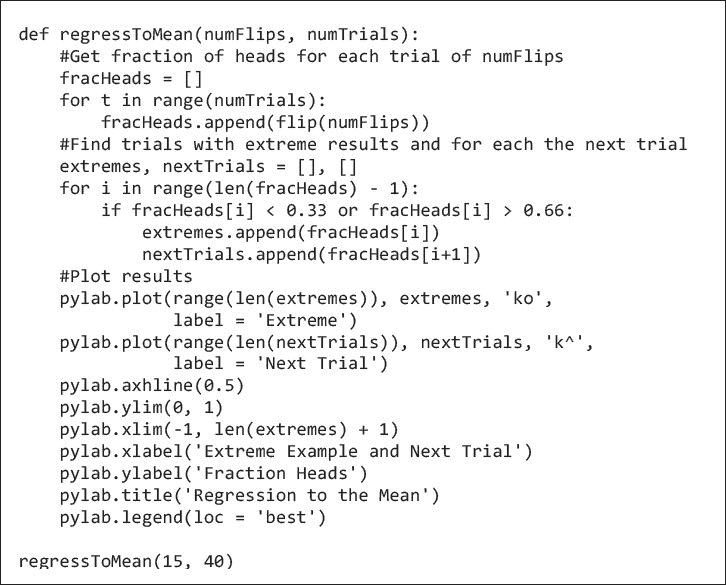 def regressToMean(numFlips, numTrials):
    #Get fraction of heads for each trial of numFlips
    fracHeads = []
    for t in range(numTrials):
        fracHeads.append(flip(numFlips))
    #Find trials with extreme results and for each the next trial
    extremes, nextTrials = [], []
    for i in range(len(fracHeads) - 1):
        if fracHeads[i] < 0.33 or fracHeads[i] > 0.66:
            extremes.append(fracHeads[i])
            nextTrials.append(fracHeads[i+1])
    #Plot results
    pylab.plot(range(len(extremes)), extremes, 'ko',
               label = 'Extreme')
    pylab.plot(range(len(nextTrials)), nextTrials, 'k^',
               label = 'Next Trial')
    pylab.axhline(0.5)
    pylab.ylim(0, 1)
    pylab.xlim(-1, len(extremes) + 1)
    pylab.xlabel('Extreme Example and Next Trial')
    pylab.ylabel('Fraction Heads')
    pylab.title('Regression to the Mean')
    pylab.legend(loc = 'best')

regressToMean(15, 40)